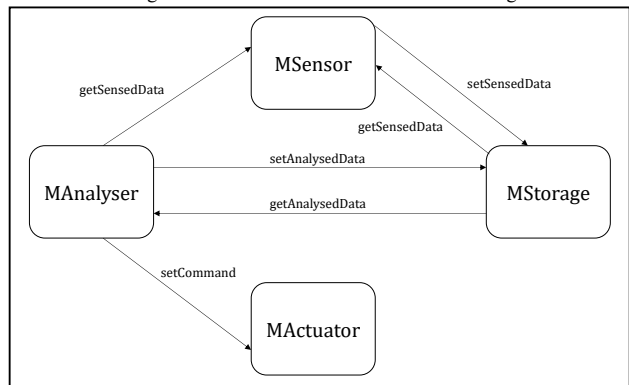 MSensor
getSensedData
setSensedData
getSensedData
setAnalysedData
MAnalyser
MStorage
getAnalysedData
setCommand
MActuator